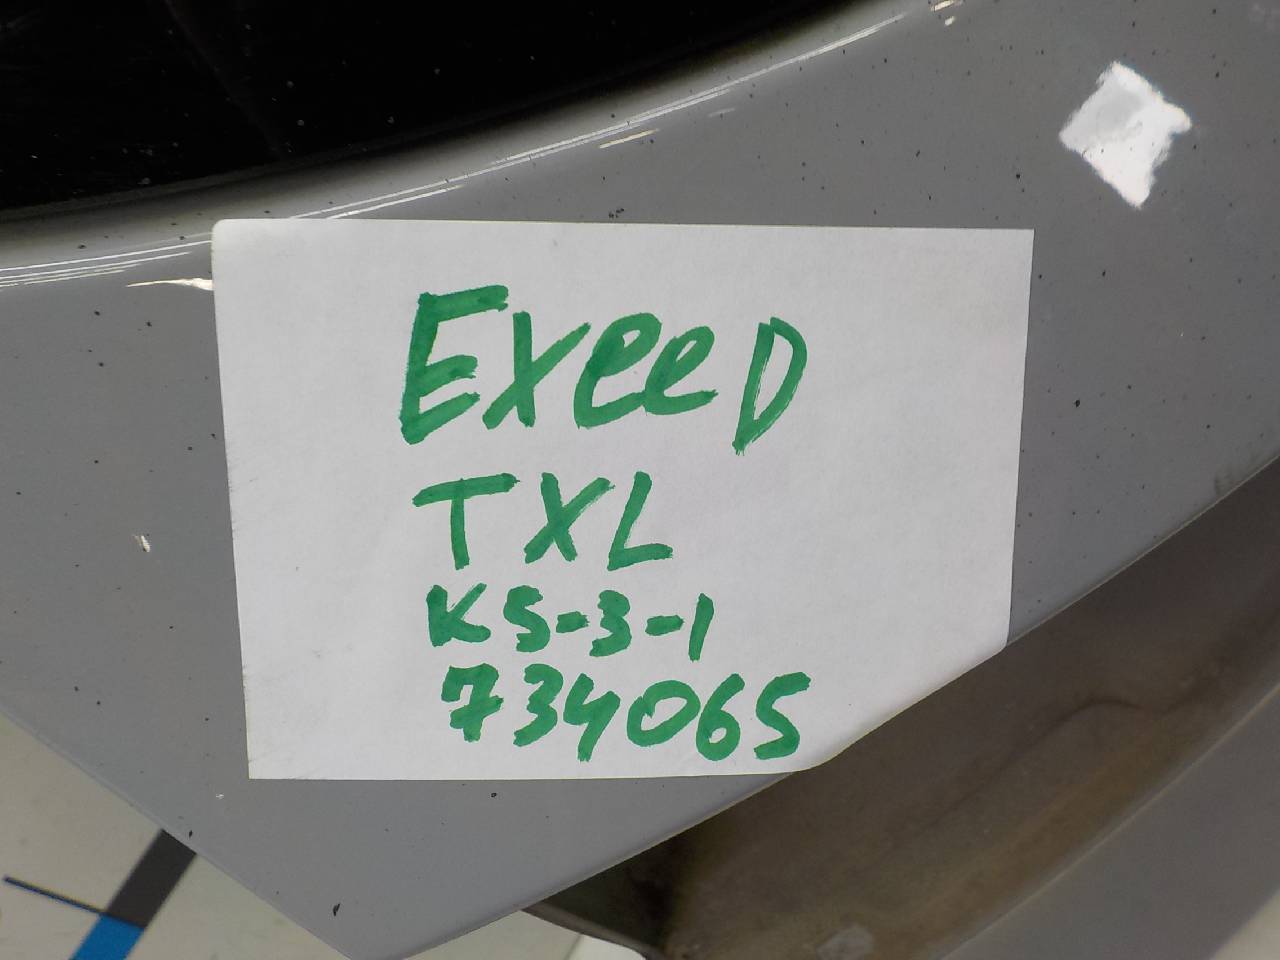 Exeed
TXL
KS-3-1
734065